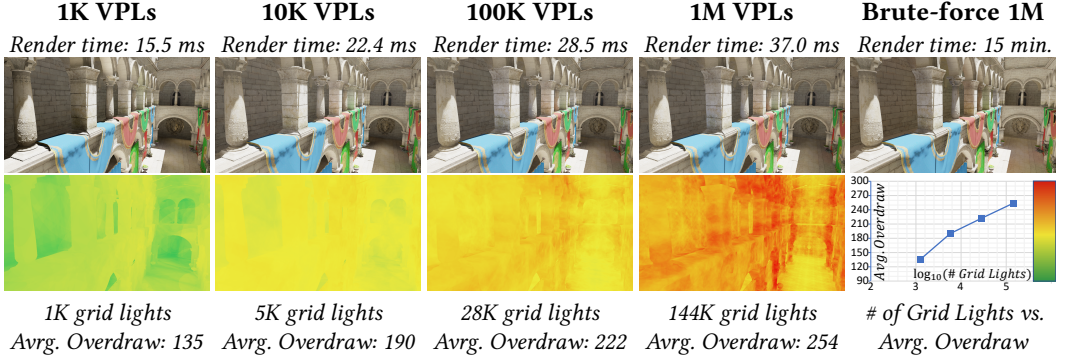 1K VPLs
10K VPLs
100K VPLs
1M VPLs
Brute-force 1M
Render time: 15.5 ms
Render time: 22.4 ms
Render time: 28.5 ms
Render time: 37.0 ms
Render time: 15 min.
300
270
240
210
180
150
120
90
Avg. Overdraw
log₁₀(# Grid Lights)
2
3
4
5
1K grid lights
Avrg. Overdraw: 135
5K grid lights
Avrg. Overdraw: 190
28K grid lights
Avrg. Overdraw: 222
144K grid lights
Avrg. Overdraw: 254
# of Grid Lights vs.
Avrg. Overdraw